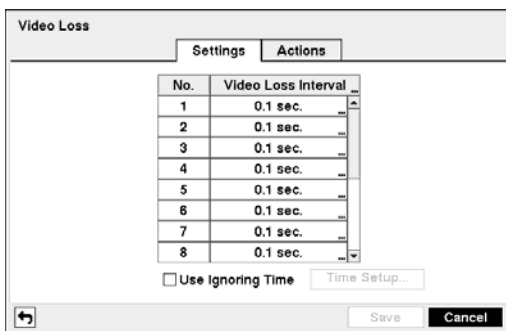 Video Loss
Settings Actions
No. Video Loss Interval ...
1 0.1 sec. ...
2 0.1 sec. ...
3 0.1 sec. ...
4 0.1 sec. ...
5 0.1 sec. ...
6 0.1 sec. ...
7 0.1 sec. ...
8 0.1 sec. ...
Use Ignoring Time Time Setup...
Save Cancel